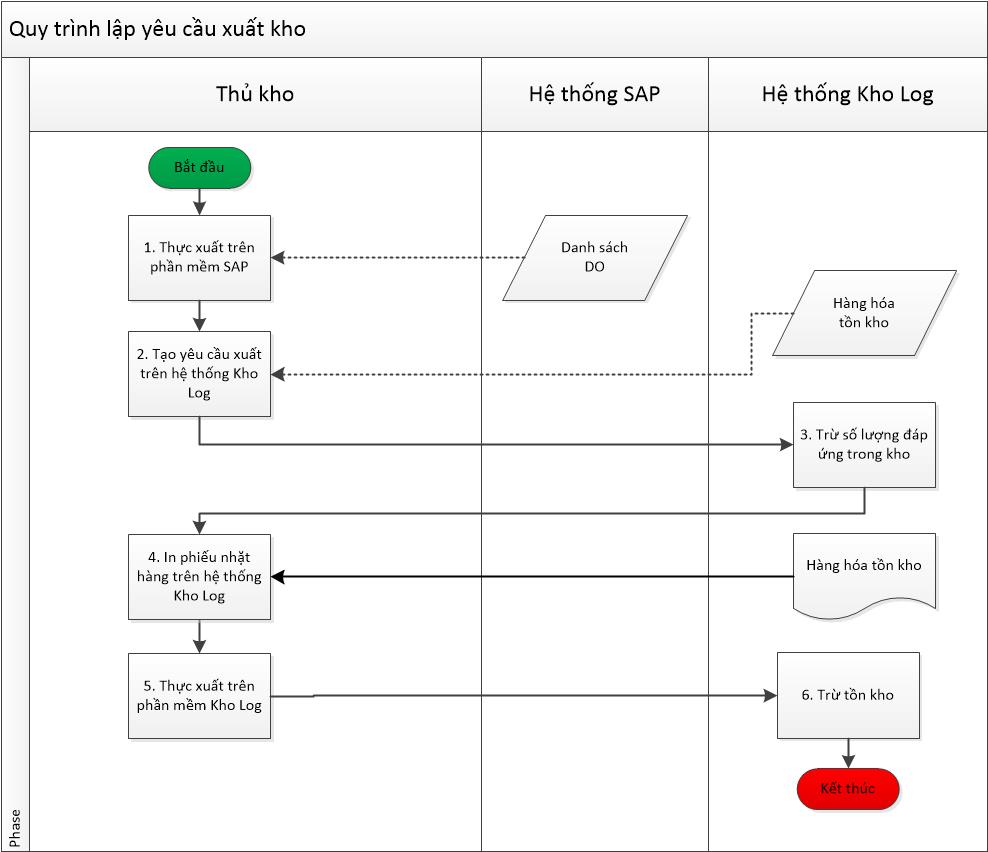 Quy trình lập yêu cầu xuất kho
Thủ kho
Hệ thống SAP
Hệ thống Kho Log
Bắt đầu
1. Thực xuất trên
phần mềm SAP
Danh sách
DO
Hàng hóa
tồn kho
2. Tạo yêu cầu xuất
trên hệ thống Kho
Log
3. Trừ số lượng đáp
ứng trong kho
4. In phiếu nhặt
hàng trên hệ thống
Kho Log
Hàng hóa tồn kho
5. Thực xuất trên
phần mềm Kho Log
6. Trừ tồn kho
Kết thúc
Phase